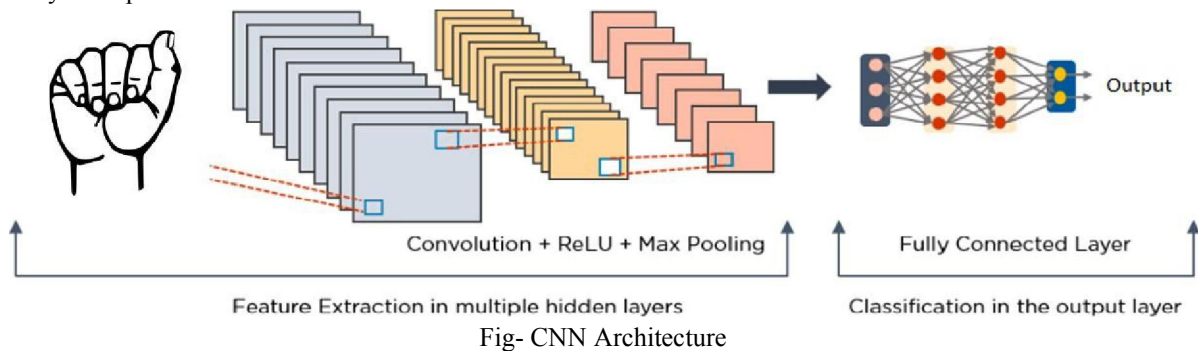 Output
Convolution + ReLU + Max Pooling
Fully Connected Layer
Feature Extraction in multiple hidden layers
Classification in the output layer
Fig- CNN Architecture